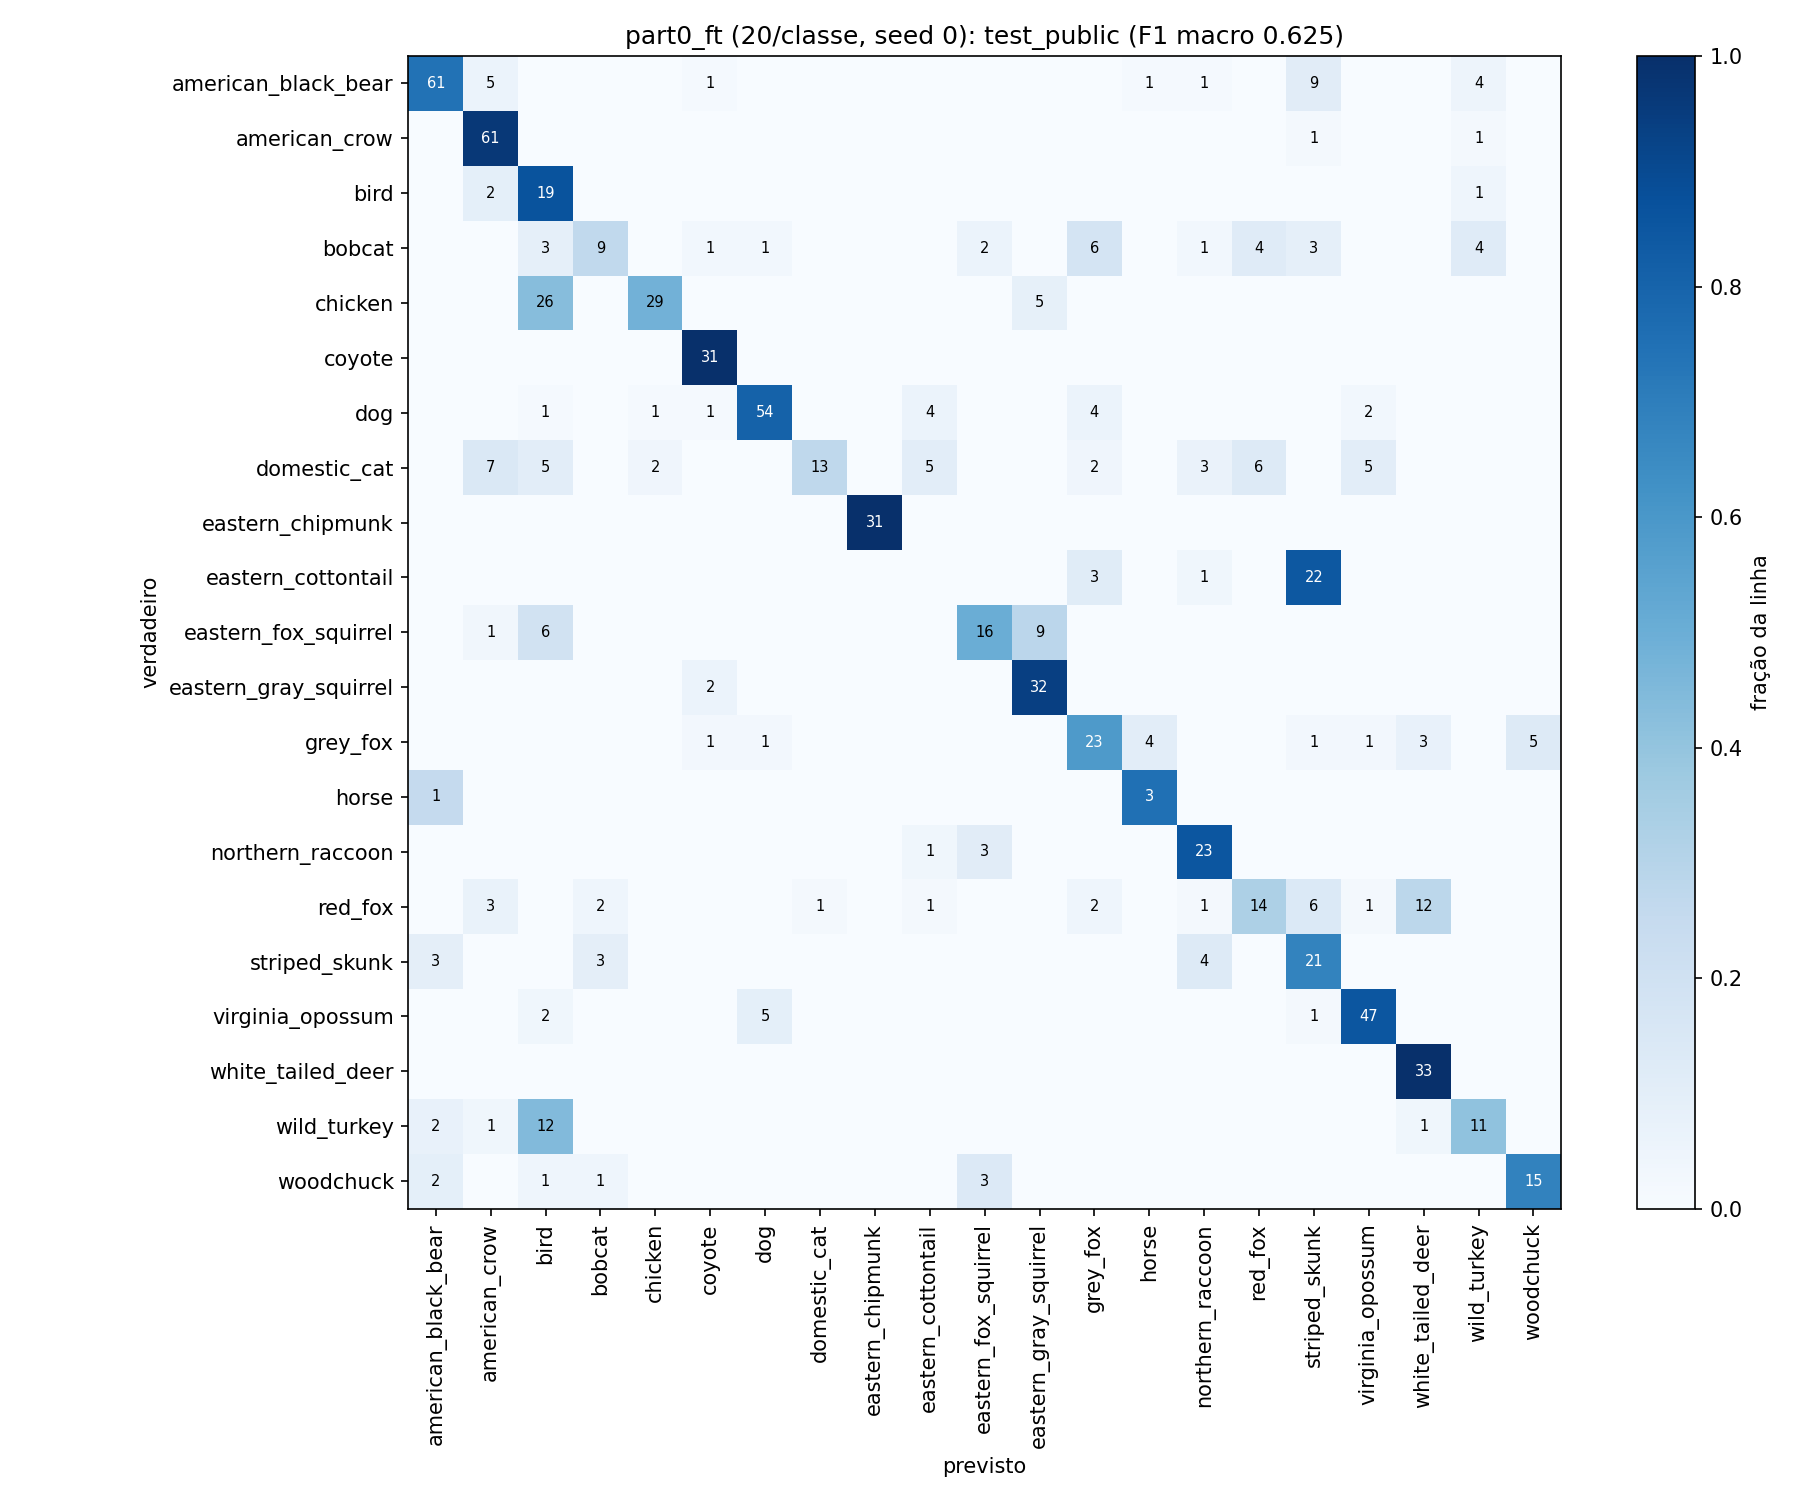 part0_ft (20/classe, seed 0): test_public (F1 macro 0.625)
american_black_bear 61 5 1 1 1 9 4
american_crow 61 1 1
bird 2 19 1
bobcat 3 9 1 1 2 6 1 4 3 4
chicken 26 29 5
coyote 31
dog 1 1 1 54 4 4 2
domestic_cat 7 5 2 13 5 2 3 6 5
eastern_chipmunk 31
eastern_cottontail 3 1 22
eastern_fox_squirrel 1 6 16 9
eastern_gray_squirrel 2 32
grey_fox 1 1 23 4 1 1 3 5
horse 1 3
northern_raccoon 1 3 23
red_fox 3 2 1 1 2 1 14 6 1 12
striped_skunk 3 3 4 21
virginia_opossum 2 5 1 47
white_tailed_deer 33
wild_turkey 2 1 12 1 11
woodchuck 2 1 1 3 15
verdadeiro
american_black_bear
american_crow
bird
bobcat
chicken
coyote
dog
domestic_cat
eastern_chipmunk
eastern_cottontail
eastern_fox_squirrel
eastern_gray_squirrel
grey_fox
horse
northern_raccoon
red_fox
striped_skunk
virginia_opossum
white_tailed_deer
wild_turkey
woodchuck
previsto
1.0
0.8
0.6
0.4
0.2
0.0
fração da linha